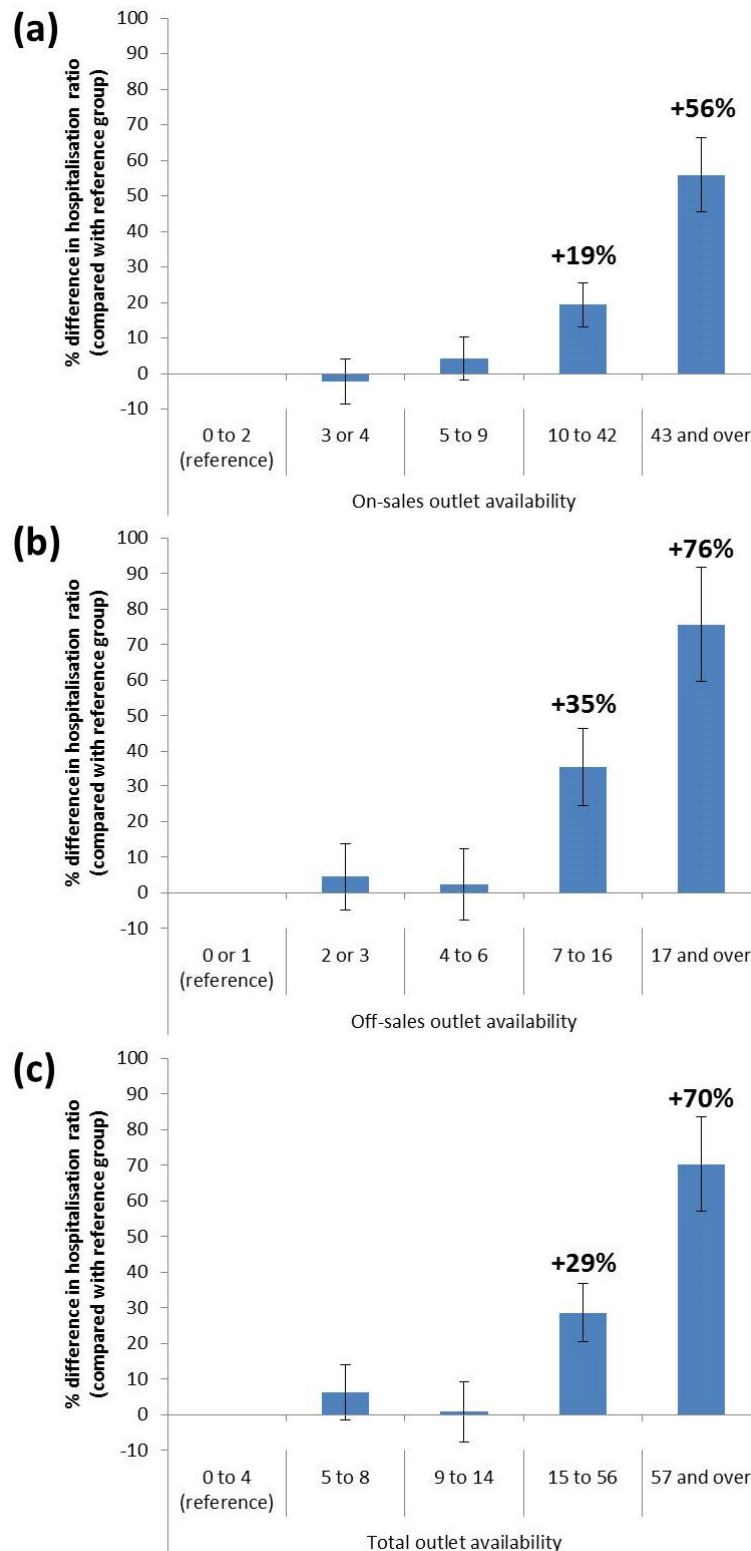 (a)
% difference in hospitalisation ratio
(compared with reference group)
100
90
80
70
60
50
40
30
20
10
0
-10
+19%
+56%
0 to 2
(reference)
3 or 4
5 to 9
10 to 42
43 and over
On-sales outlet availability
(b)
% difference in hospitalisation ratio
(compared with reference group)
100
90
80
70
60
50
40
30
20
10
0
-10
+35%
+76%
0 or 1
(reference)
2 or 3
4 to 6
7 to 16
17 and over
Off-sales outlet availability
(c)
% difference in hospitalisation ratio
(compared with reference group)
100
90
80
70
60
50
40
30
20
10
0
-10
+29%
+70%
0 to 4
(reference)
5 to 8
9 to 14
15 to 56
57 and over
Total outlet availability